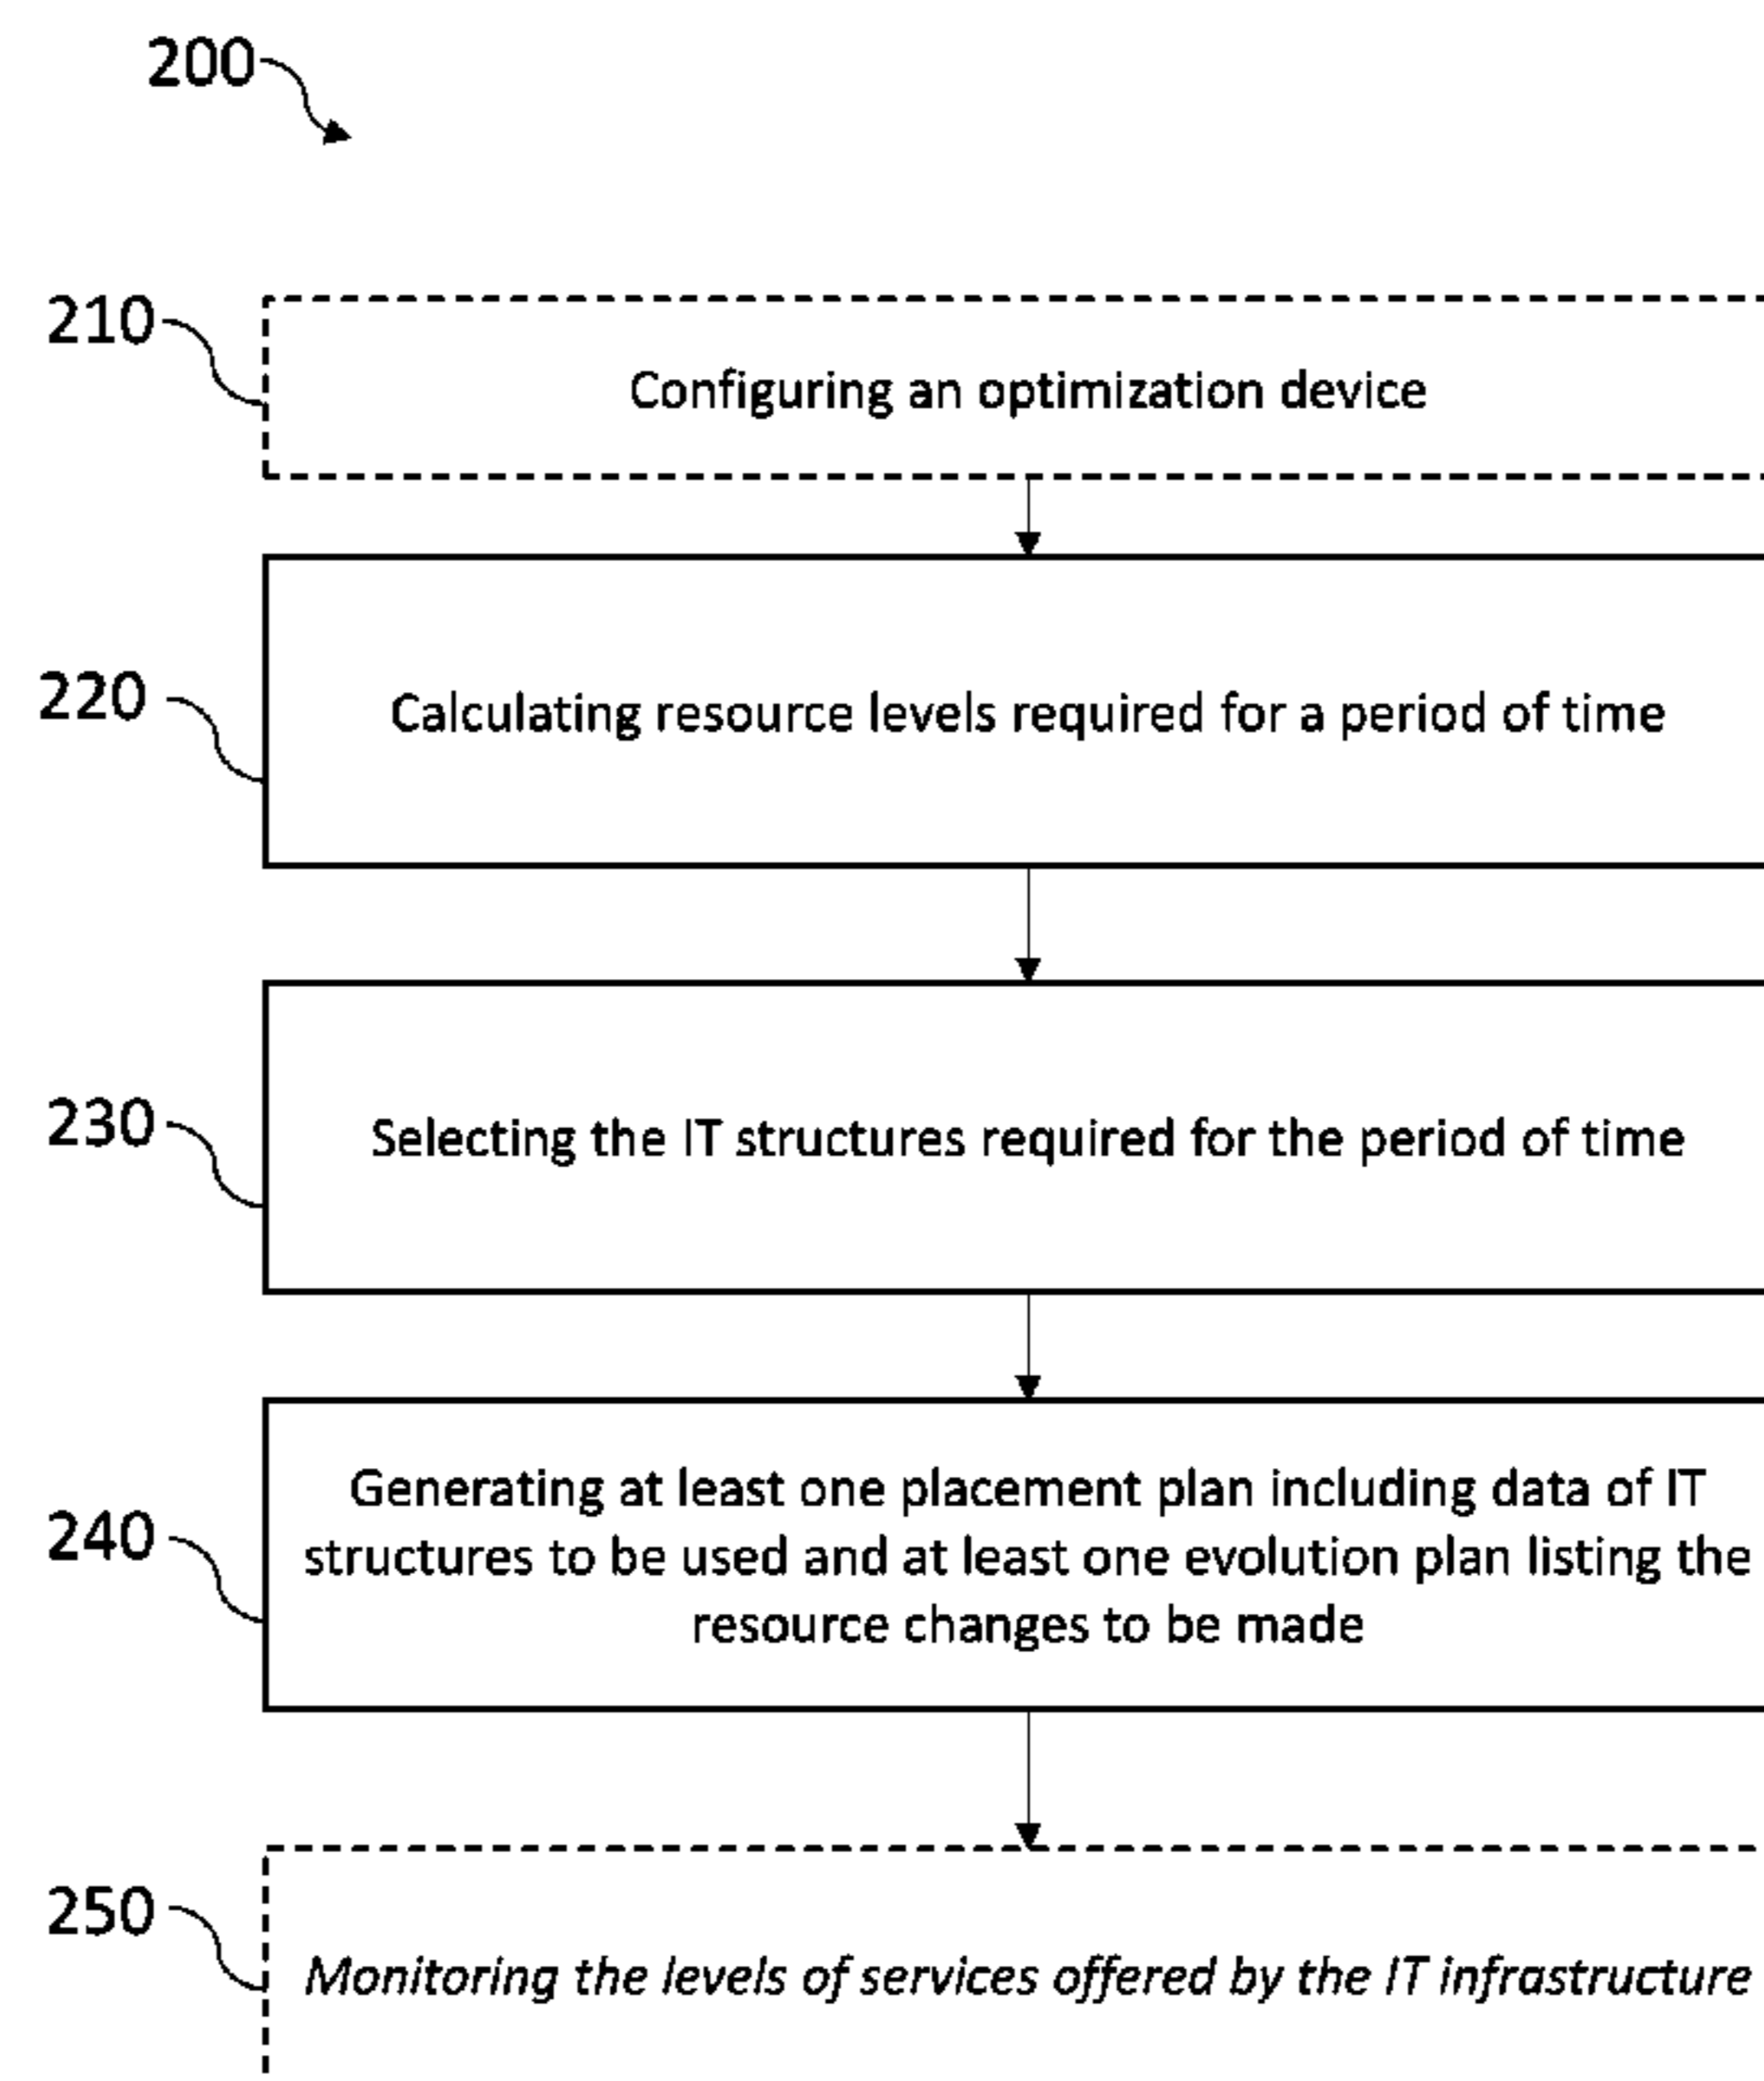 200
210
Configuring an optimization device
220
Calculating resource levels required for a period of time
230
Selecting the IT structures required for the period of time
240
Generating at least one placement plan including data of IT
structures to be used and at least one evolution plan listing the
resource changes to be made
250
Monitoring the levels of services offered by the IT infrastructure